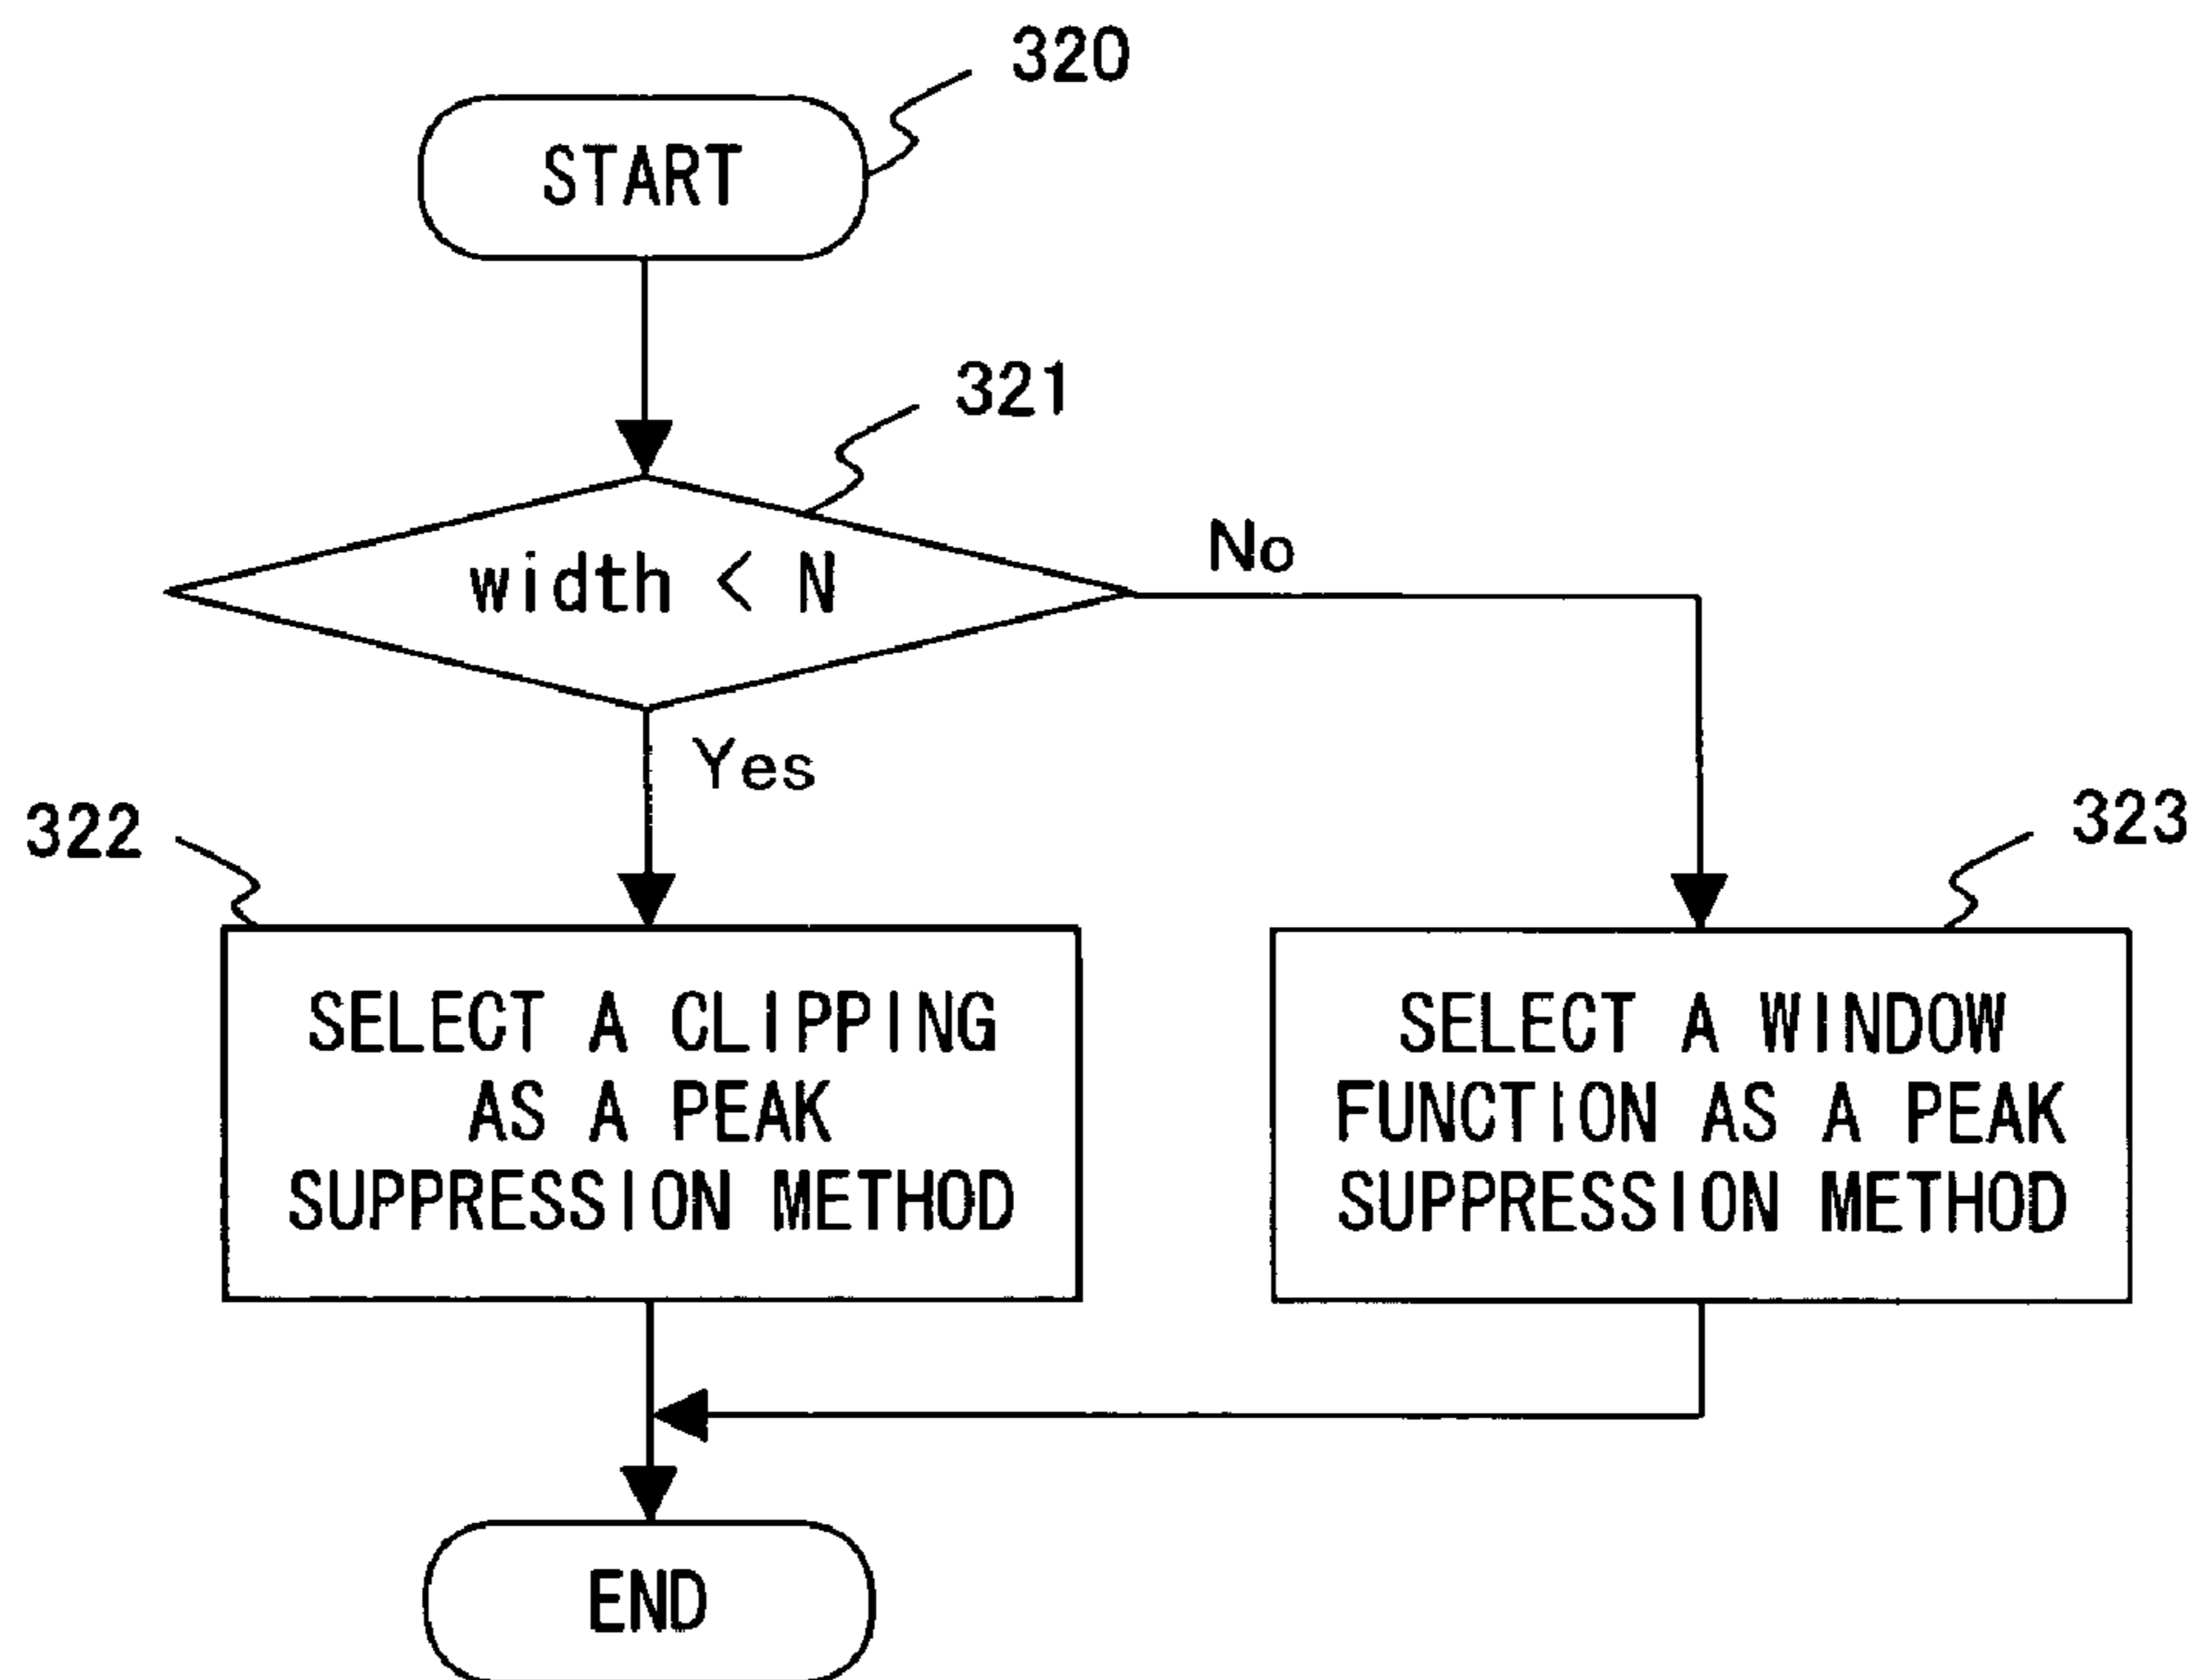 320
START
321
width < N
No
Yes
322
323
SELECT A CLIPPING
AS A PEAK
SUPPRESSION METHOD
SELECT A WINDOW
FUNCTION AS A PEAK
SUPPRESSION METHOD
END